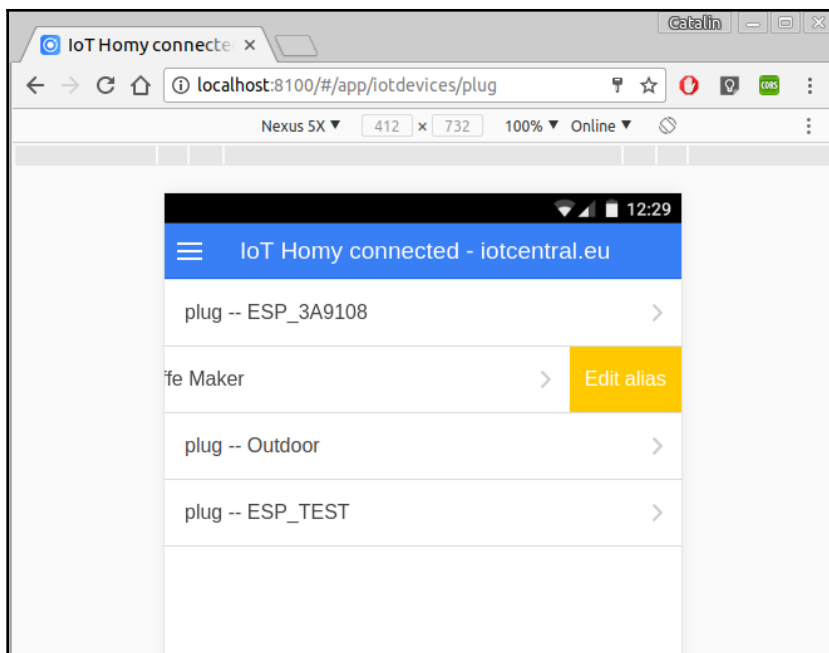 Catalin
IoT Homy connecte
localhost:8100/#/app/iotdevices/plug
CORS
Nexus 5X ▼ 412 × 732 100% ▼ Online ▼
12:29
IoT Homy connected - iotcentral.eu
plug -- ESP_3A9108
ffe Maker
Edit alias
plug -- Outdoor
plug -- ESP_TEST